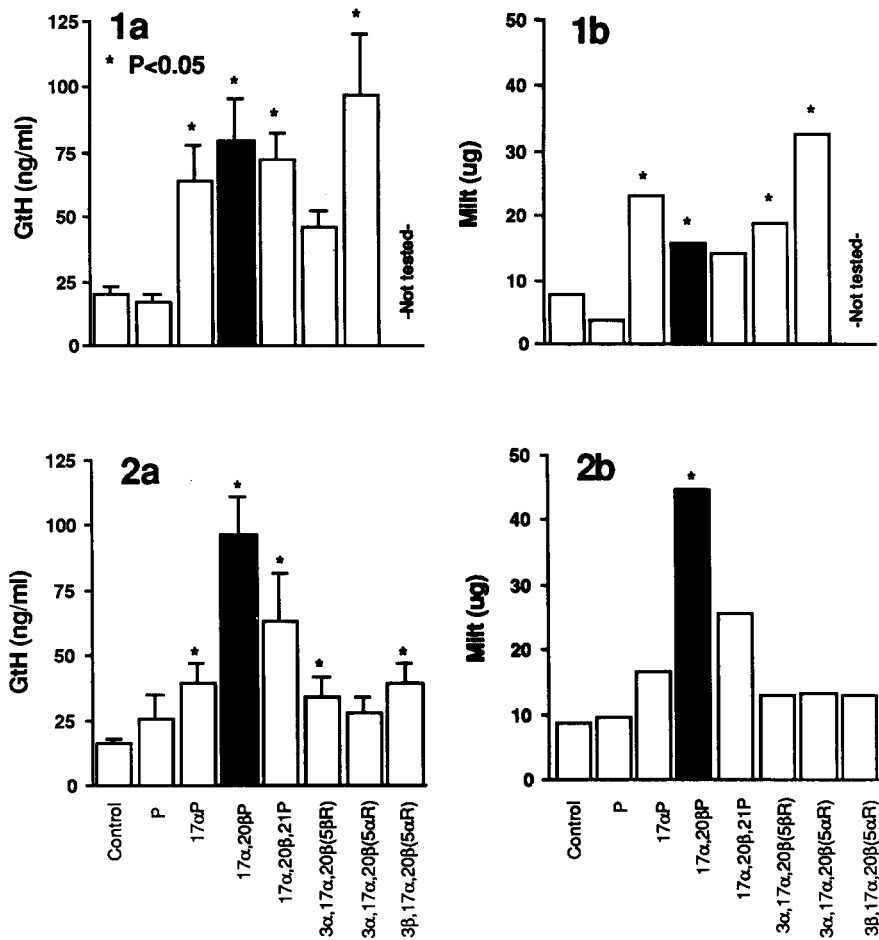 1a
* P<0.05
GtH (ng/ml)
125
100
75
50
25
0
*
*
*
*
-Not tested-
1b
Milt (ug)
50
40
30
20
10
0
*
*
*
*
-Not tested-
2a
GtH (ng/ml)
125
100
75
50
25
0
*
*
*
*
*
Control
P
17αP
17α,20βP
17α,20β,21P
3α,17α,20β(5βR)
3α,17α,20β(5αR)
3β,17α,20β(5αR)
2b
Milt (ug)
50
40
30
20
10
0
*
Control
P
17αP
17α,20βP
17α,20β,21P
3α,17α,20β(5βR)
3α,17α,20β(5αR)
3β,17α,20β(5αR)